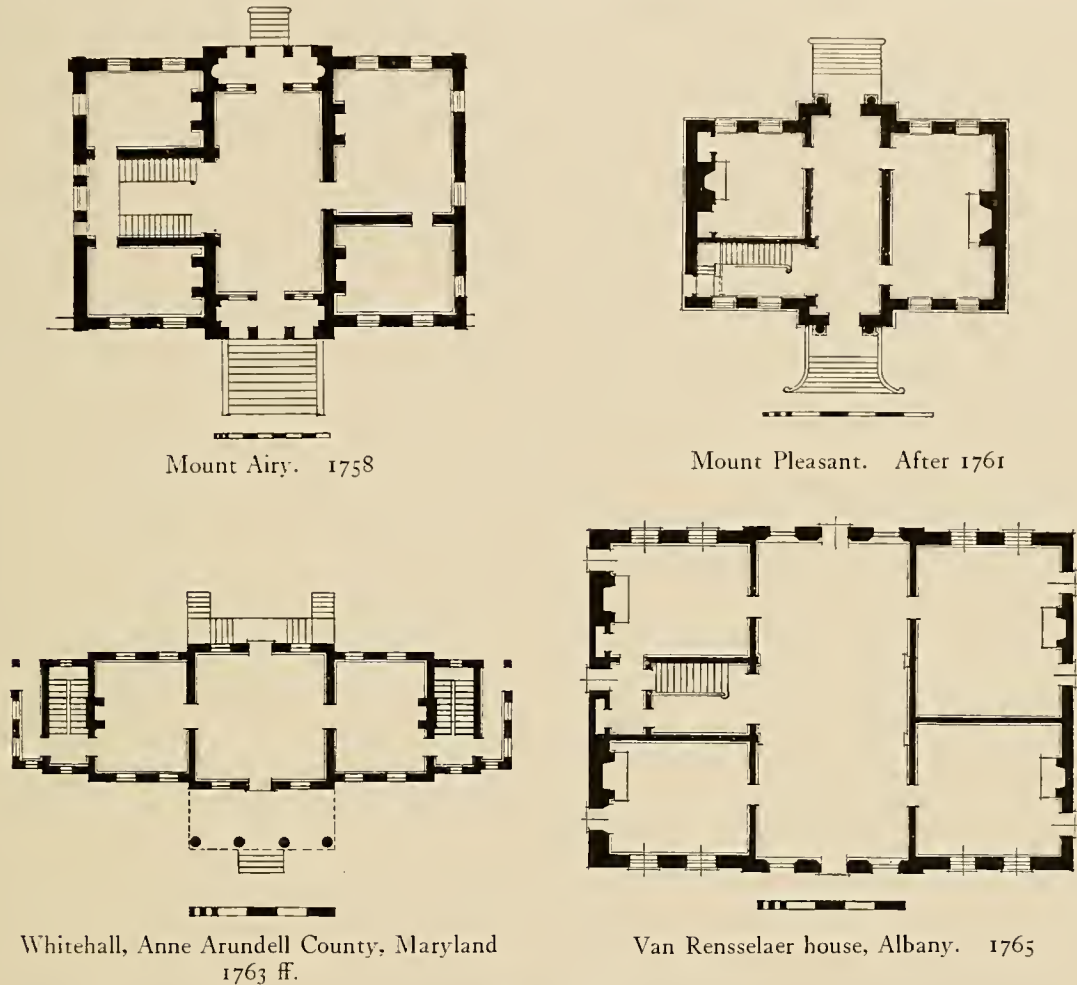 Mount Airy. 1758
Mount Pleasant. After 1761
Whitehall, Anne Arundell County, Maryland
1763 ff.
Van Rensselaer house, Albany. 1765